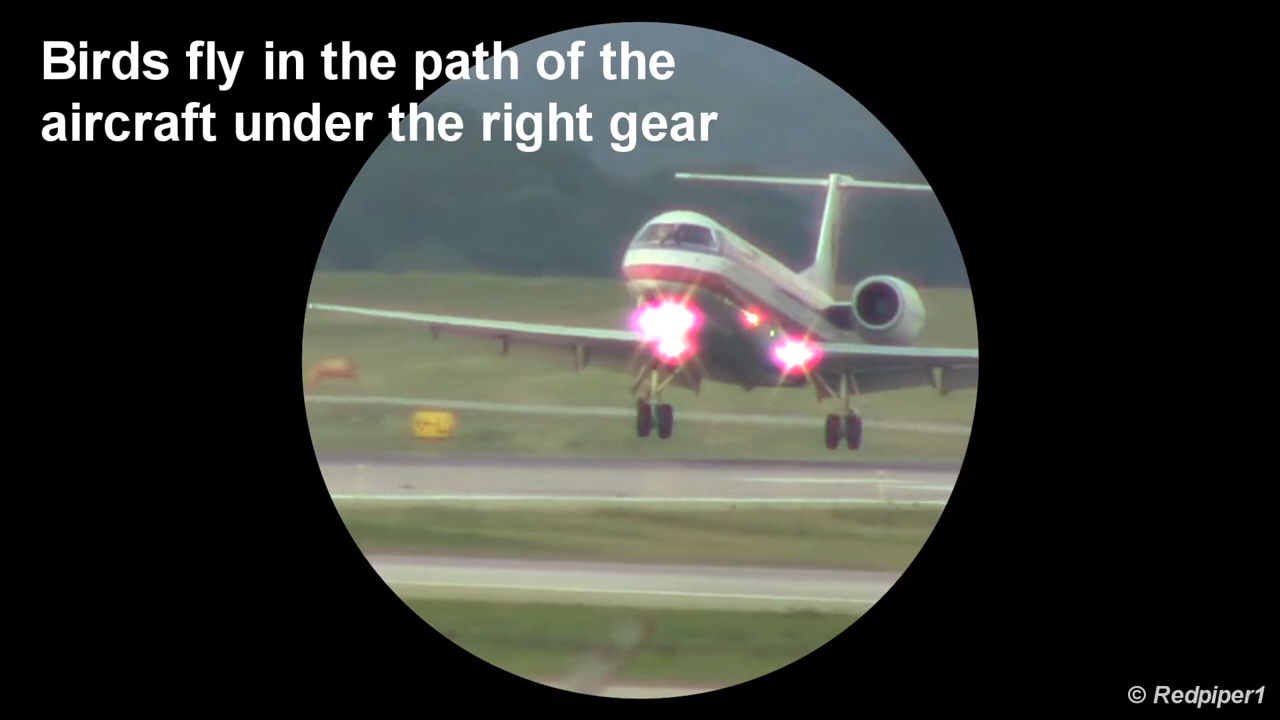 Birds fly in the path of the
aircraft under the right gear
© Redpiper1